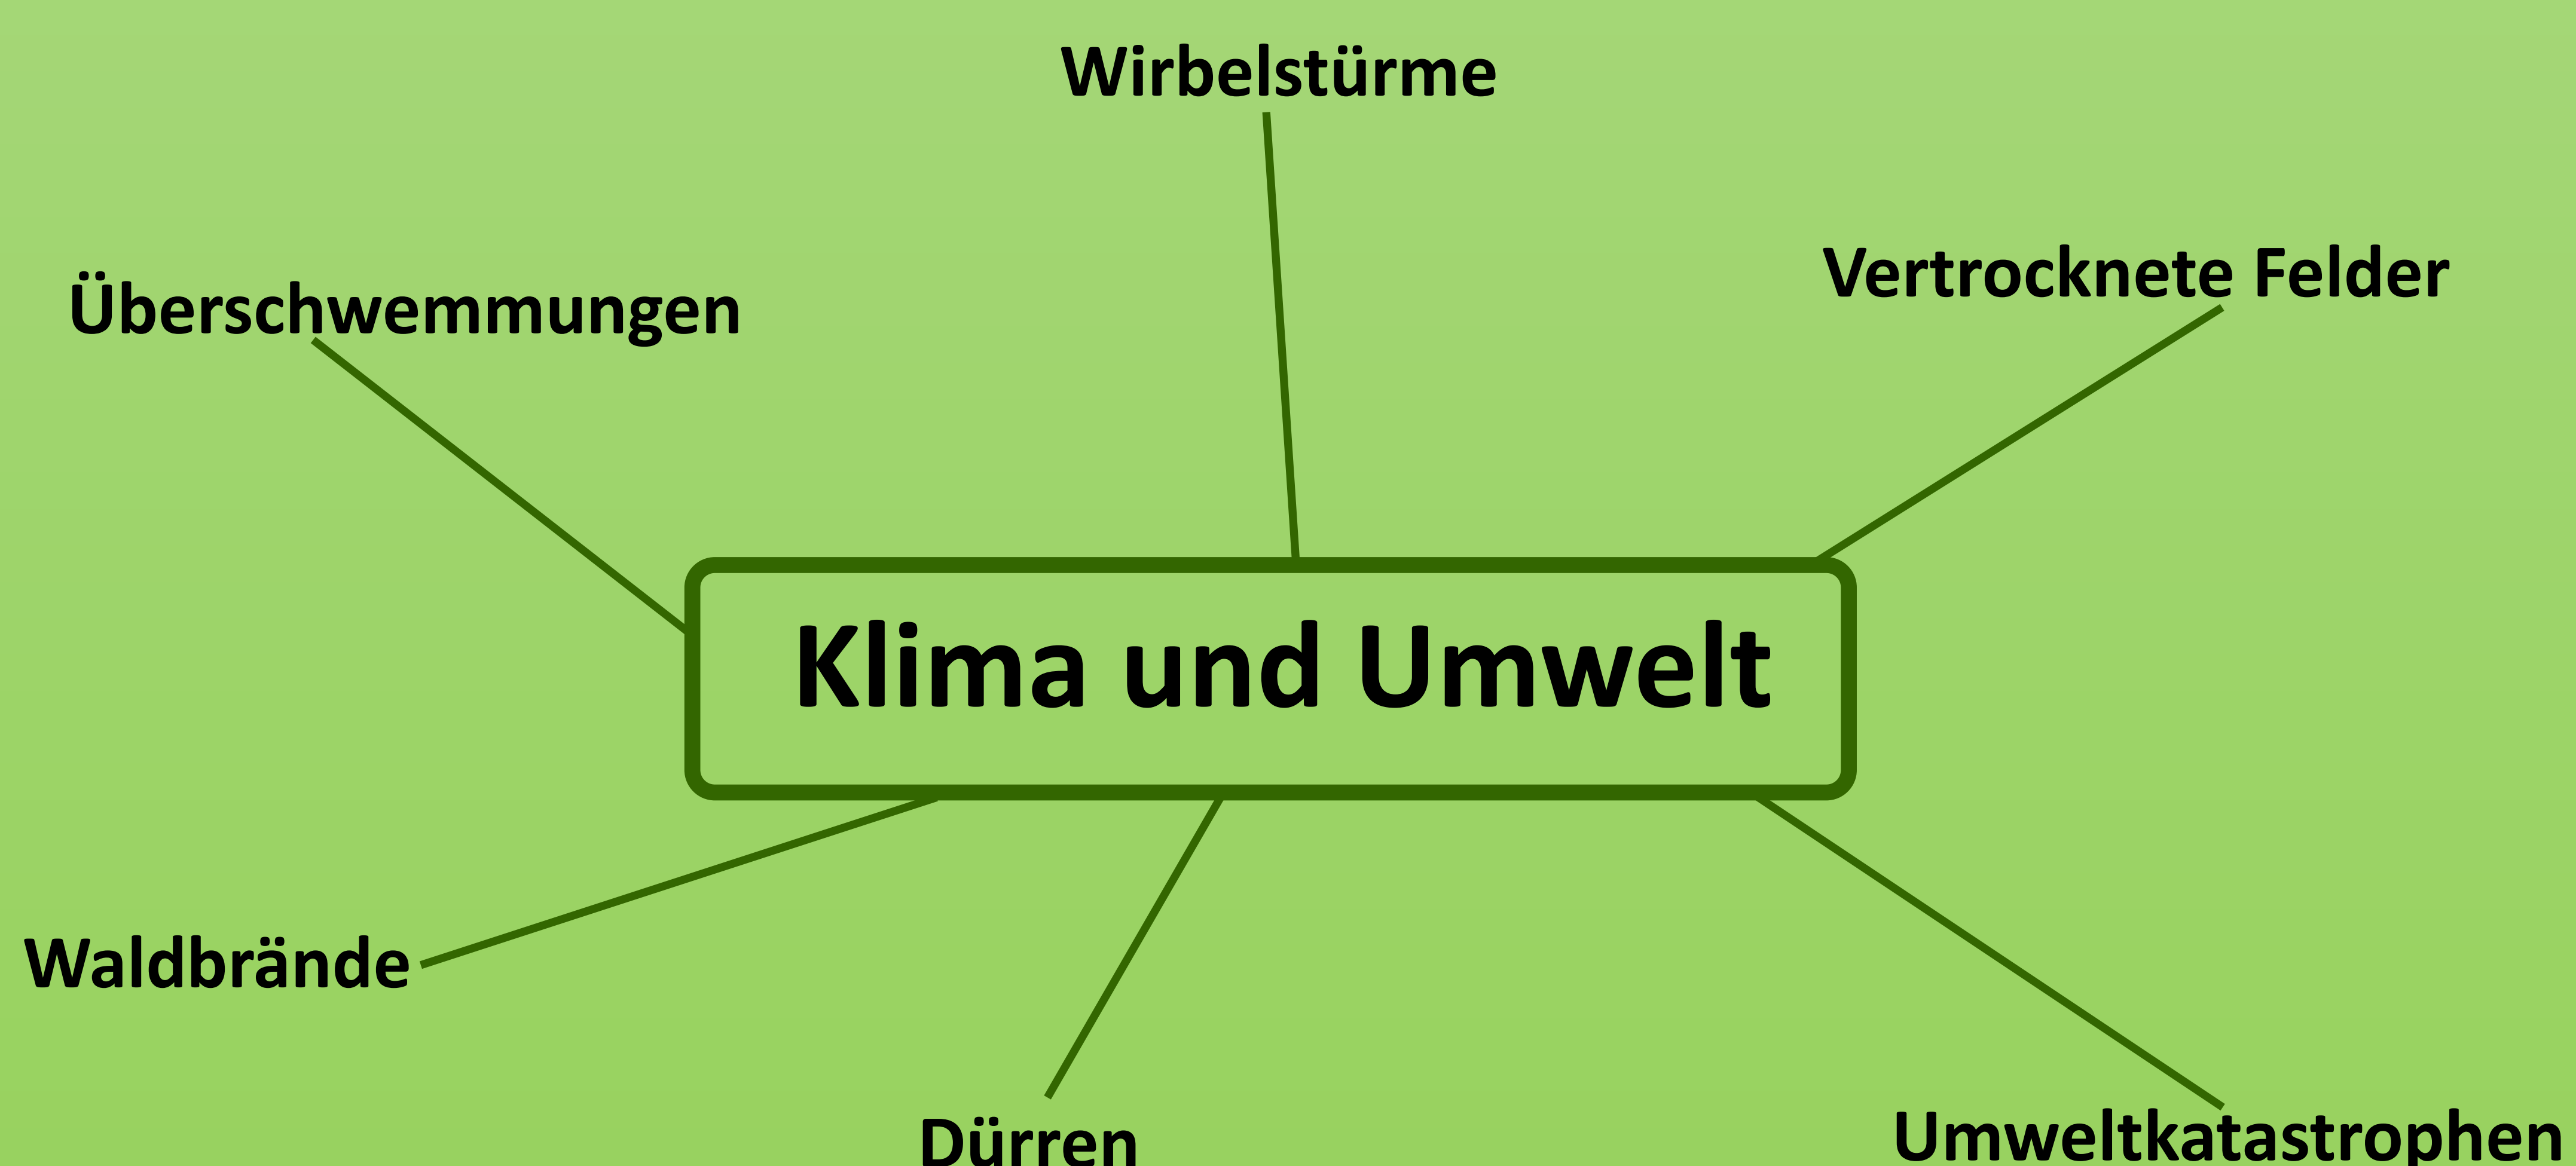 Wirbelstürme
Vertrocknete Felder
Überschwemmungen
Klima und Umwelt
Waldbrände
Dürren
Umweltkatastrophen